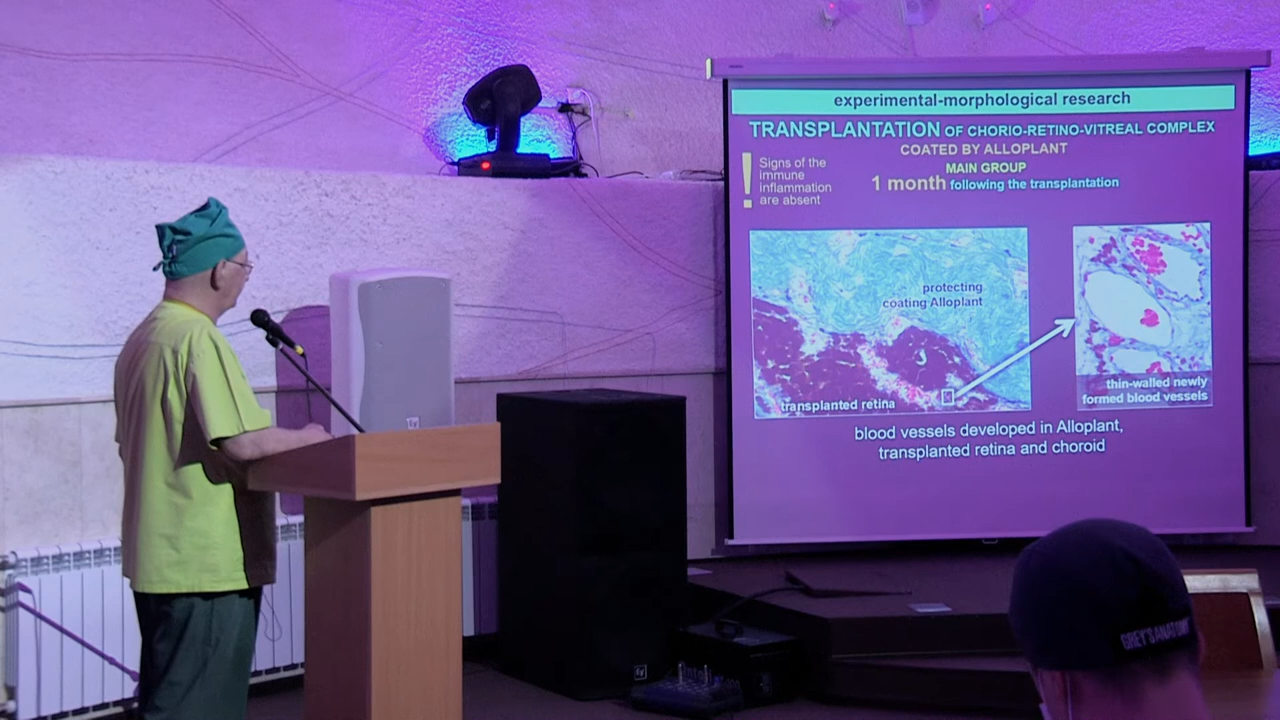 experimental-morphological research
TRANSPLANTATION OF CHORIO-RETINO-VITREAL COMPLEX
COATED BY ALLOPLANT
MAIN GROUP
1 month following the transplantation
! Signs of the
immune
inflammation
are absent
protecting
coating Alloplant
transplanted retina
thin-walled newly
formed blood vessels
blood vessels developed in Alloplant,
transplanted retina and choroid
GREY'S ANATOMY